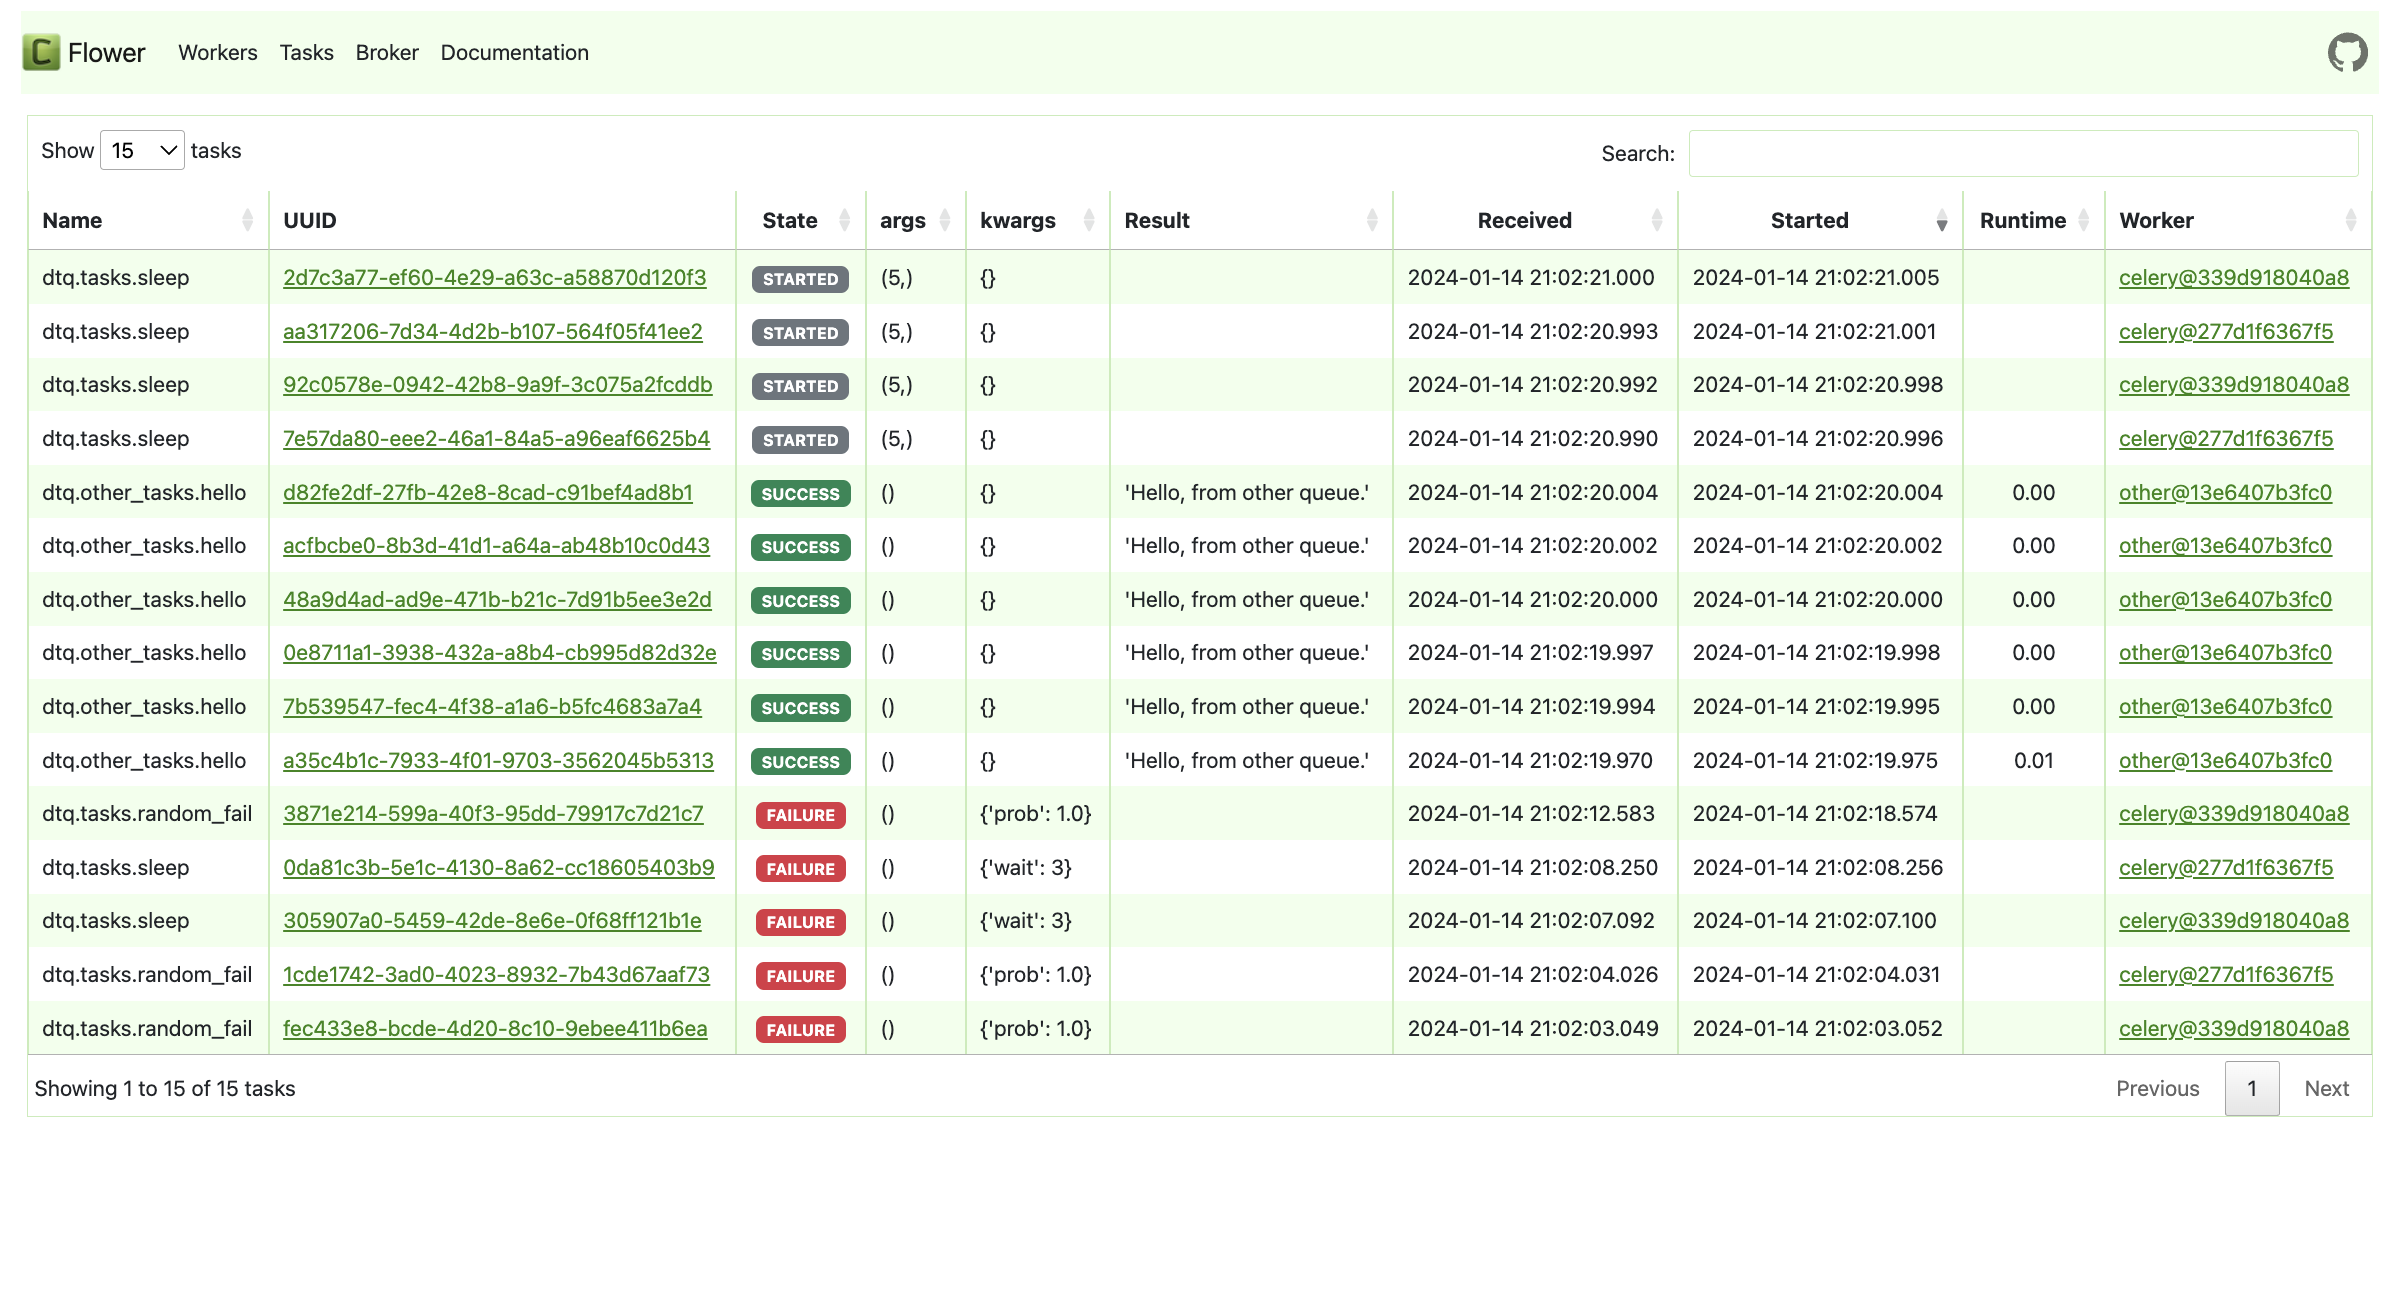 Flower Workers Tasks Broker Documentation
Show 15 tasks Search:
Name UUID State args kwargs Result Received Started Runtime Worker
dtq.tasks.sleep 2d7c3a77-ef60-4e29-a63c-a58870d120f3 STARTED (5,) {} 2024-01-14 21:02:21.000 2024-01-14 21:02:21.005 celery@339d918040a8
dtq.tasks.sleep aa317206-7d34-4d2b-b107-564f05f41ee2 STARTED (5,) {} 2024-01-14 21:02:20.993 2024-01-14 21:02:21.001 celery@277d1f6367f5
dtq.tasks.sleep 92c0578e-0942-42b8-9a9f-3c075a2fcddb STARTED (5,) {} 2024-01-14 21:02:20.992 2024-01-14 21:02:20.998 celery@339d918040a8
dtq.tasks.sleep 7e57da80-eee2-46a1-84a5-a96eaf6625b4 STARTED (5,) {} 2024-01-14 21:02:20.990 2024-01-14 21:02:20.996 celery@277d1f6367f5
dtq.other_tasks.hello d82fe2df-27fb-42e8-8cad-c91bef4ad8b1 SUCCESS () {} 'Hello, from other queue.' 2024-01-14 21:02:20.004 2024-01-14 21:02:20.004 0.00 other@13e6407b3fc0
dtq.other_tasks.hello acfbcbe0-8b3d-41d1-a64a-ab48b10c0d43 SUCCESS () {} 'Hello, from other queue.' 2024-01-14 21:02:20.002 2024-01-14 21:02:20.002 0.00 other@13e6407b3fc0
dtq.other_tasks.hello 48a9d4ad-ad9e-471b-b21c-7d91b5ee3e2d SUCCESS () {} 'Hello, from other queue.' 2024-01-14 21:02:20.000 2024-01-14 21:02:20.000 0.00 other@13e6407b3fc0
dtq.other_tasks.hello 0e8711a1-3938-432a-a8b4-cb995d82d32e SUCCESS () {} 'Hello, from other queue.' 2024-01-14 21:02:19.997 2024-01-14 21:02:19.998 0.00 other@13e6407b3fc0
dtq.other_tasks.hello 7b539547-fec4-4f38-a1a6-b5fc4683a7a4 SUCCESS () {} 'Hello, from other queue.' 2024-01-14 21:02:19.994 2024-01-14 21:02:19.995 0.00 other@13e6407b3fc0
dtq.other_tasks.hello a35c4b1c-7933-4f01-9703-3562045b5313 SUCCESS () {} 'Hello, from other queue.' 2024-01-14 21:02:19.970 2024-01-14 21:02:19.975 0.01 other@13e6407b3fc0
dtq.tasks.random_fail 3871e214-599a-40f3-95dd-79917c7d21c7 FAILURE () {'prob': 1.0} 2024-01-14 21:02:12.583 2024-01-14 21:02:18.574 celery@339d918040a8
dtq.tasks.sleep 0da81c3b-5e1c-4130-8a62-cc18605403b9 FAILURE () {'wait': 3} 2024-01-14 21:02:08.250 2024-01-14 21:02:08.256 celery@277d1f6367f5
dtq.tasks.sleep 305907a0-5459-42de-8e6e-0f68ff121b1e FAILURE () {'wait': 3} 2024-01-14 21:02:07.092 2024-01-14 21:02:07.100 celery@339d918040a8
dtq.tasks.random_fail 1cde1742-3ad0-4023-8932-7b43d67aaf73 FAILURE () {'prob': 1.0} 2024-01-14 21:02:04.026 2024-01-14 21:02:04.031 celery@277d1f6367f5
dtq.tasks.random_fail fec433e8-bcde-4d20-8c10-9ebee411b6ea FAILURE () {'prob': 1.0} 2024-01-14 21:02:03.049 2024-01-14 21:02:03.052 celery@339d918040a8
Showing 1 to 15 of 15 tasks Previous 1 Next